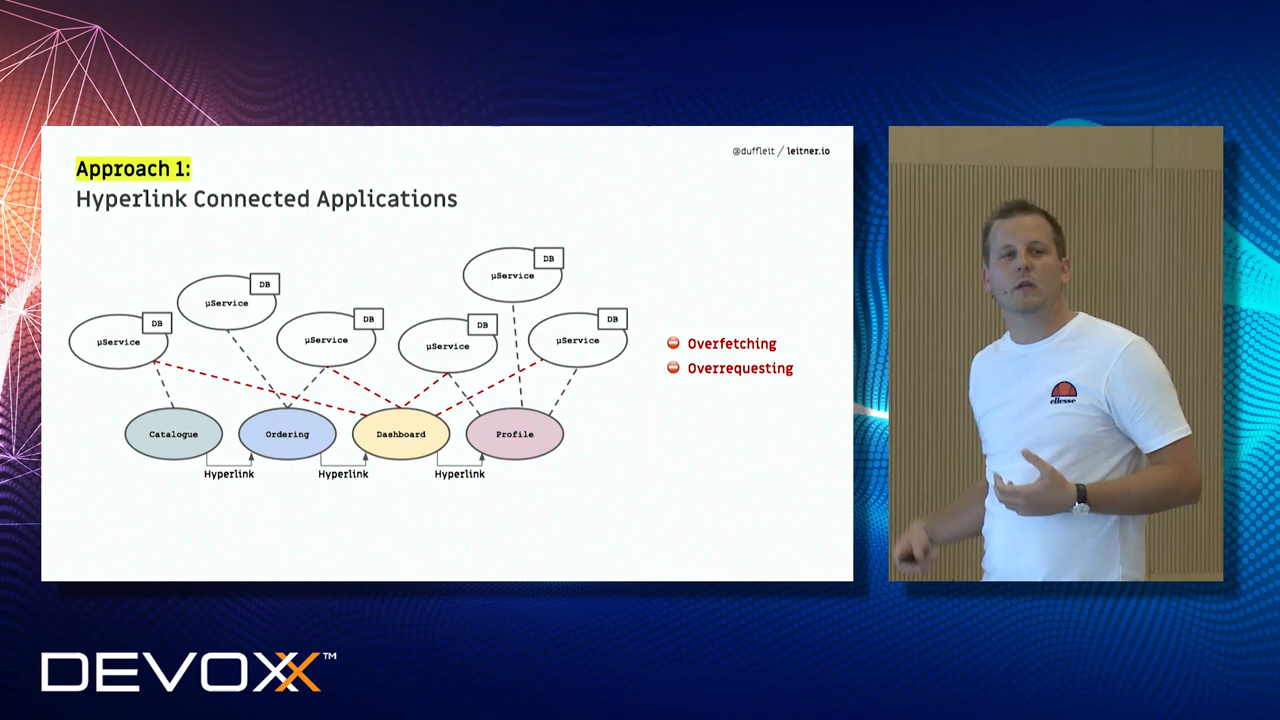 Approach 1:
@duffleit / leitner.io
Hyperlink Connected Applications
DB
µService
DB
µService
DB
µService
DB
µService
DB
µService
DB
µService
Overfetching
Overrequesting
Catalogue
Ordering
Dashboard
Profile
Hyperlink
Hyperlink
Hyperlink
ellesse
DEVOXX™